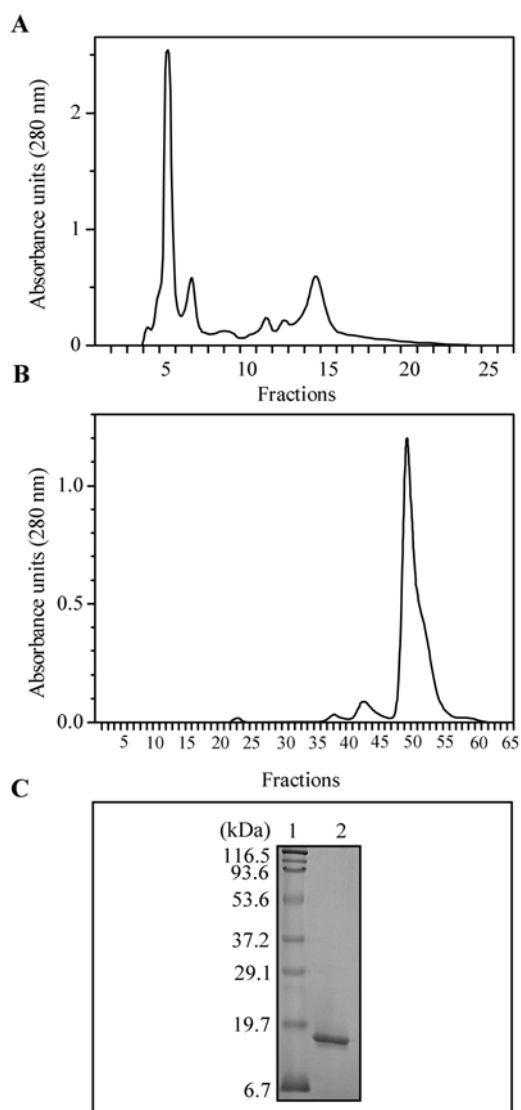 A
Absorbance units (280 nm)
2
1
0
5 10 15 20 25
Fractions
B
Absorbance units (280 nm)
1.0
0.5
0.0
5 10 15 20 25 30 35 40 45 50 55 60 65
Fractions
C
(kDa) 1 2
116.5
93.6
53.6
37.2
29.1
19.7
6.7